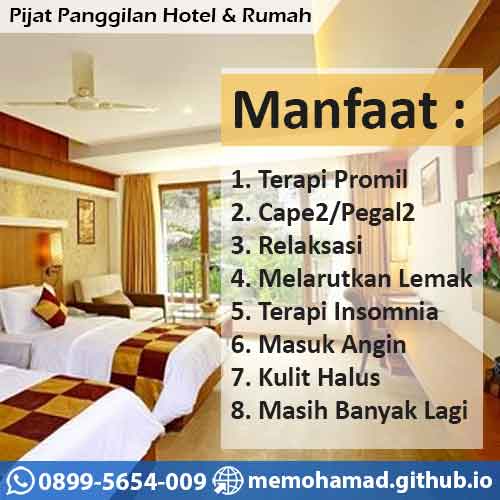 Pijat Panggilan Hotel & Rumah
Manfaat :
1. Terapi Promil
2. Cape2/Pegal2
3. Relaksasi
4. Melarutkan Lemak
5. Terapi Insomnia
6. Masuk Angin
7. Kulit Halus
8. Masih Banyak Lagi
0899-5654-009 memohamad.github.io